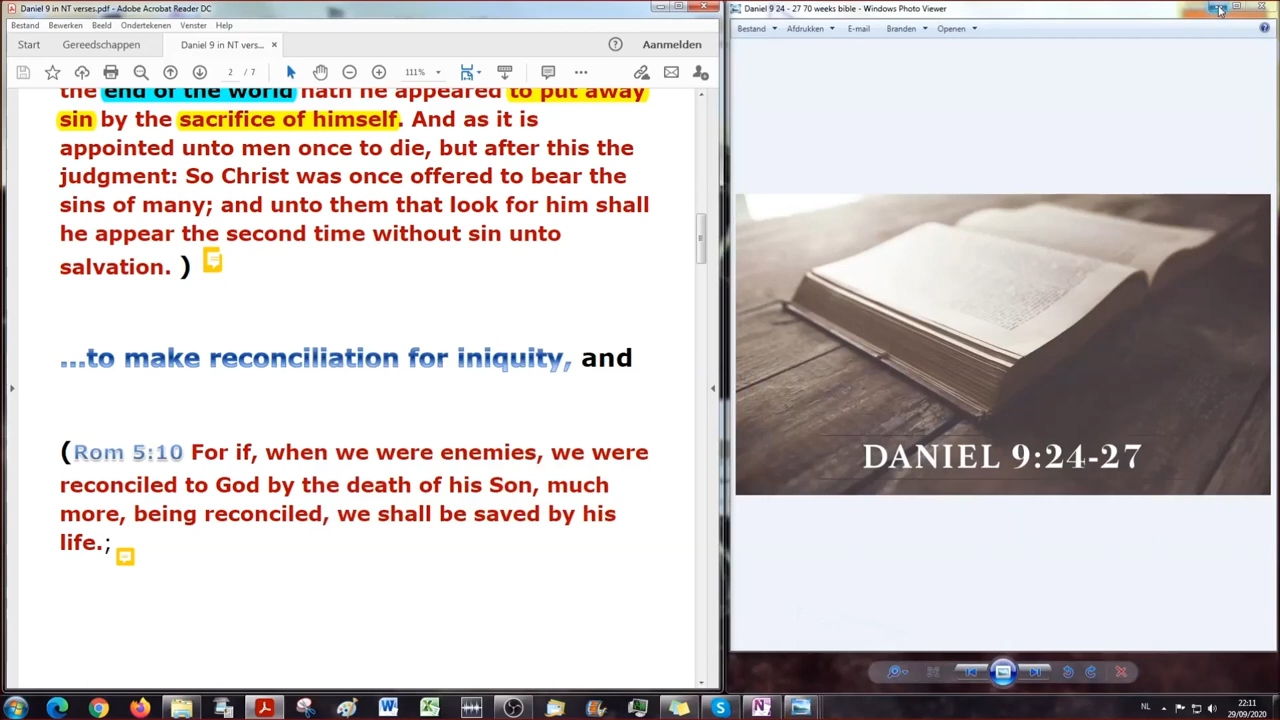 Daniel 9 in NT verses.pdf - Adobe Acrobat Reader DC
Bestand Bewerken Beeld Ondertekenen Venster Help
Start Gereedschappen Daniel 9 in NT vers... × Aanmelden
2 / 7 111%
the end of the world hath he appeared to put away
sin by the sacrifice of himself. And as it is
appointed unto men once to die, but after this the
judgment: So Christ was once offered to bear the
sins of many; and unto them that look for him shall
he appear the second time without sin unto
salvation. )
...to make reconciliation for iniquity, and
(Rom 5:10 For if, when we were enemies, we were
reconciled to God by the death of his Son, much
more, being reconciled, we shall be saved by his
life.;
Daniel 9 24 - 27 70 weeks bible - Windows Photo Viewer
Bestand Afdrukken E-mail Branden Openen
DANIEL 9:24-27
NL 22:11
29/09/2020